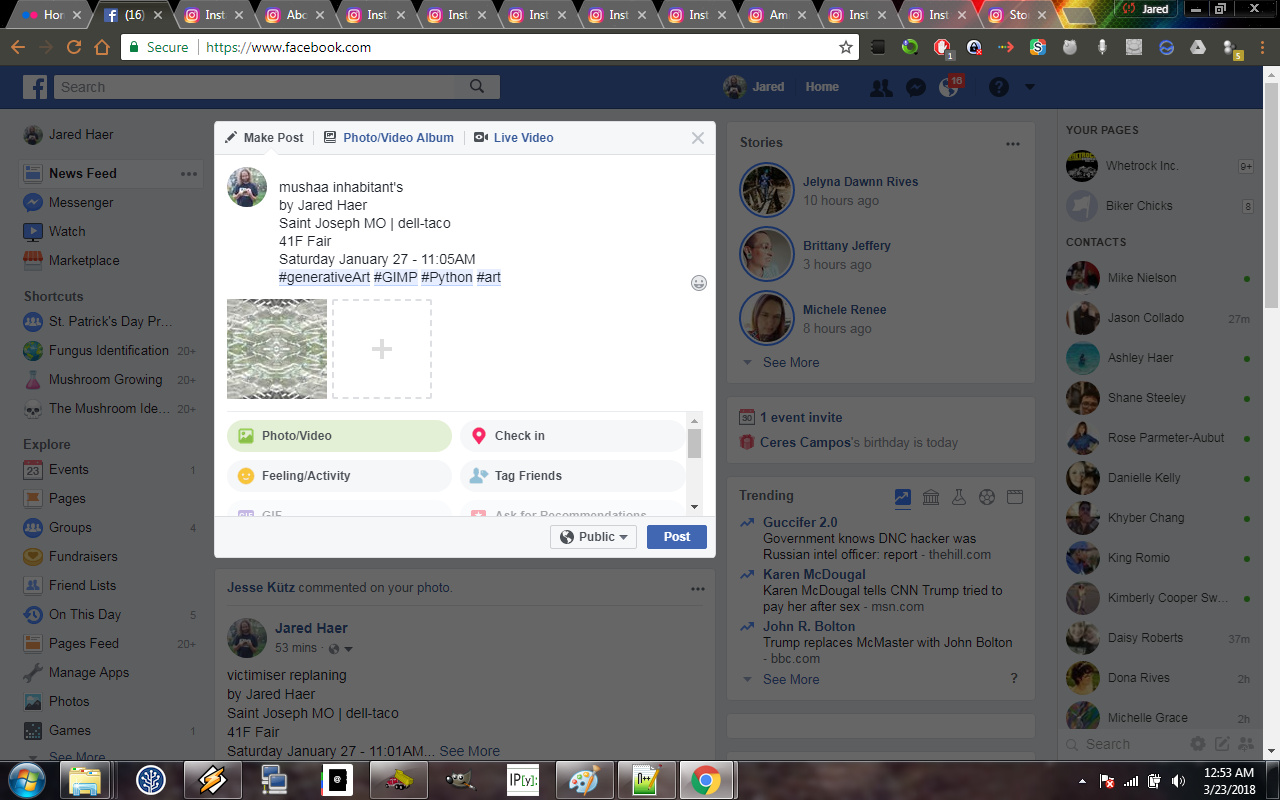 Hor
(16)
Inst
Abo
Inst
Inst
Inst
Inst
Am
Inst
Inst
Sto
Jared
Secure
https://www.facebook.com
1
5
Search
Jared
Home
16
Jared Haer
News Feed
Messenger
Watch
Marketplace
Shortcuts
St. Patrick's Day Pr...
Fungus Identification 20+
Mushroom Growing 20+
The Mushroom Ide... 20+
Explore
Events 1
Pages
Groups 4
Fundraisers
Friend Lists
On This Day 5
Pages Feed 20+
Manage Apps
Photos
Games 1
See More
Make Post
Photo/Video Album
Live Video
mushaa inhabitant's
by Jared Haer
Saint Joseph MO | dell-taco
41F Fair
Saturday January 27 - 11:05AM
#generativeArt #GIMP #Python #art
Photo/Video
Check in
Feeling/Activity
Tag Friends
GIF
Ask for Recommendations
Public
Post
Jesse Kütz commented on your photo.
Jared Haer
53 mins ·
victimiser replaning
by Jared Haer
Saint Joseph MO | dell-taco
41F Fair
Saturday January 27 - 11:01AM... See More
Stories
Jelyna Dawnn Rives
10 hours ago
Brittany Jeffery
3 hours ago
Michele Renee
8 hours ago
See More
30
1 event invite
Ceres Campos's birthday is today
Trending
Guccifer 2.0
Government knows DNC hacker was
Russian intel officer: report - thehill.com
Karen McDougal
Karen McDougal tells CNN Trump tried to
pay her after sex - msn.com
John R. Bolton
Trump replaces McMaster with John Bolton
- bbc.com
See More
?
YOUR PAGES
Whetrock Inc. 9+
Biker Chicks 8
CONTACTS
Mike Nielson
Jason Collado 27m
Ashley Haer
Shane Steeley
Rose Parmeter-Aubut
Danielle Kelly
Khyber Chang
King Romio
Kimberly Cooper Sw...
Daisy Roberts 37m
Dona Rives 2h
Michelle Grace 2h
Search
IP[y]:
12:53 AM
3/23/2018